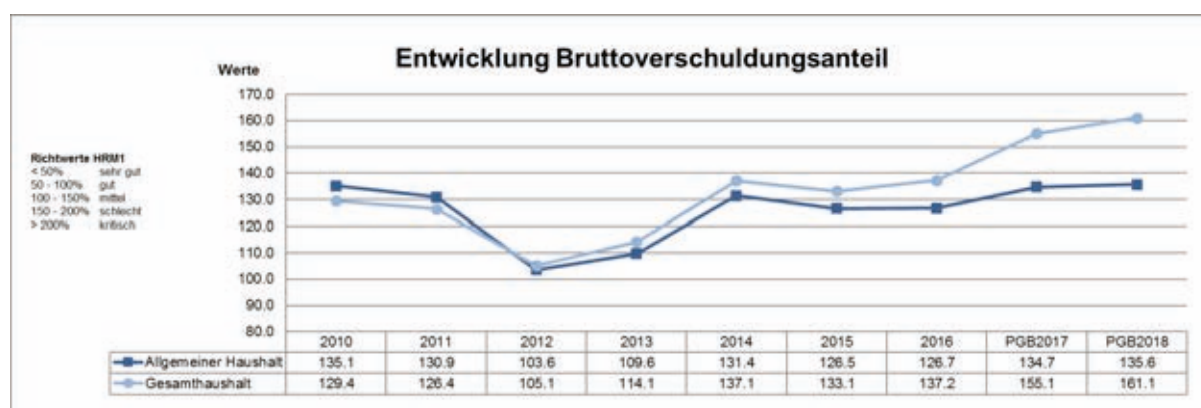 Entwicklung Bruttoverschuldungsanteil
Werte
170.0
160.0
150.0
140.0
130.0
120.0
110.0
100.0
90.0
80.0
Richtwerte HRM1
< 50% sehr gut
50 - 100% gut
100 - 150% mittel
150 - 200% schlecht
> 200% kritisch
2010 2011 2012 2013 2014 2015 2016 PGB2017 PGB2018
Allgemeiner Haushalt 135.1 130.9 103.6 109.6 131.4 126.5 126.7 134.7 135.6
Gesamthaushalt 129.4 126.4 105.1 114.1 137.1 133.1 137.2 155.1 161.1